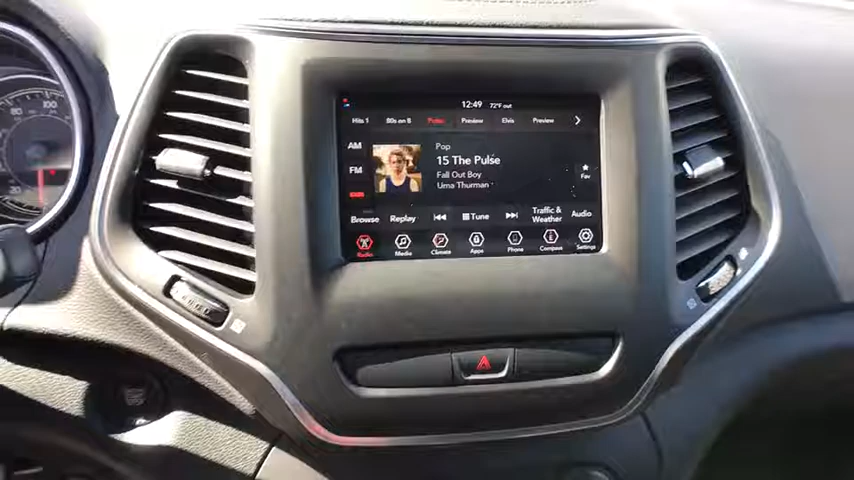 12:49 72°F out
Hits 1 80s on 8 Pulse Preview Elvis Preview
AM
FM
Pop
15 The Pulse
Fall Out Boy
Uma Thurman
Fav
Browse Replay Tune Traffic & Weather Audio
Radio Media Climate Apps Phone Compass Settings
80
100